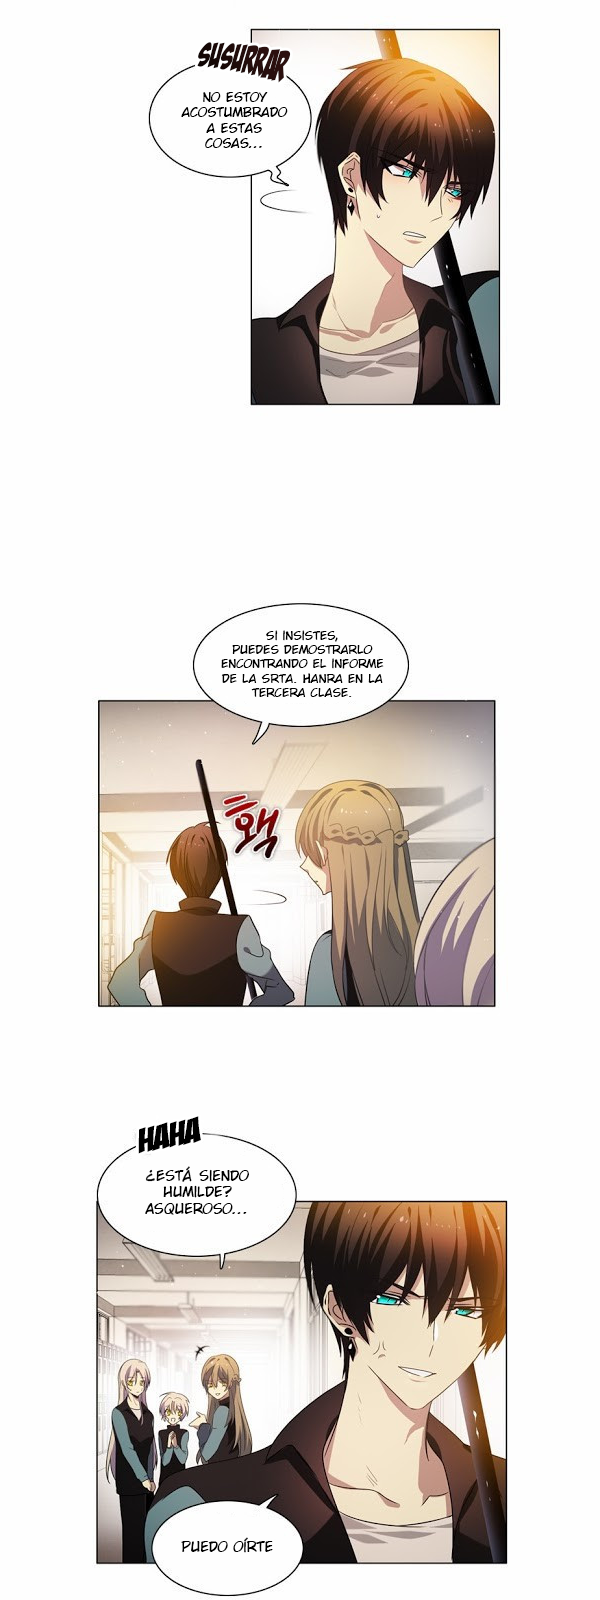 SUSURRAR
NO ESTOY
ACOSTUMBRADO
A ESTAS
COSAS...
SI INSISTES,
PUEDES DEMOSTRARLO
ENCONTRANDO EL INFORME
DE LA SRTA. HANRA EN LA
TERCERA CLASE.
홱
HAHA
¿ESTÁ SIENDO
HUMILDE?
ASQUEROSO...
PUEDO OÍRTE